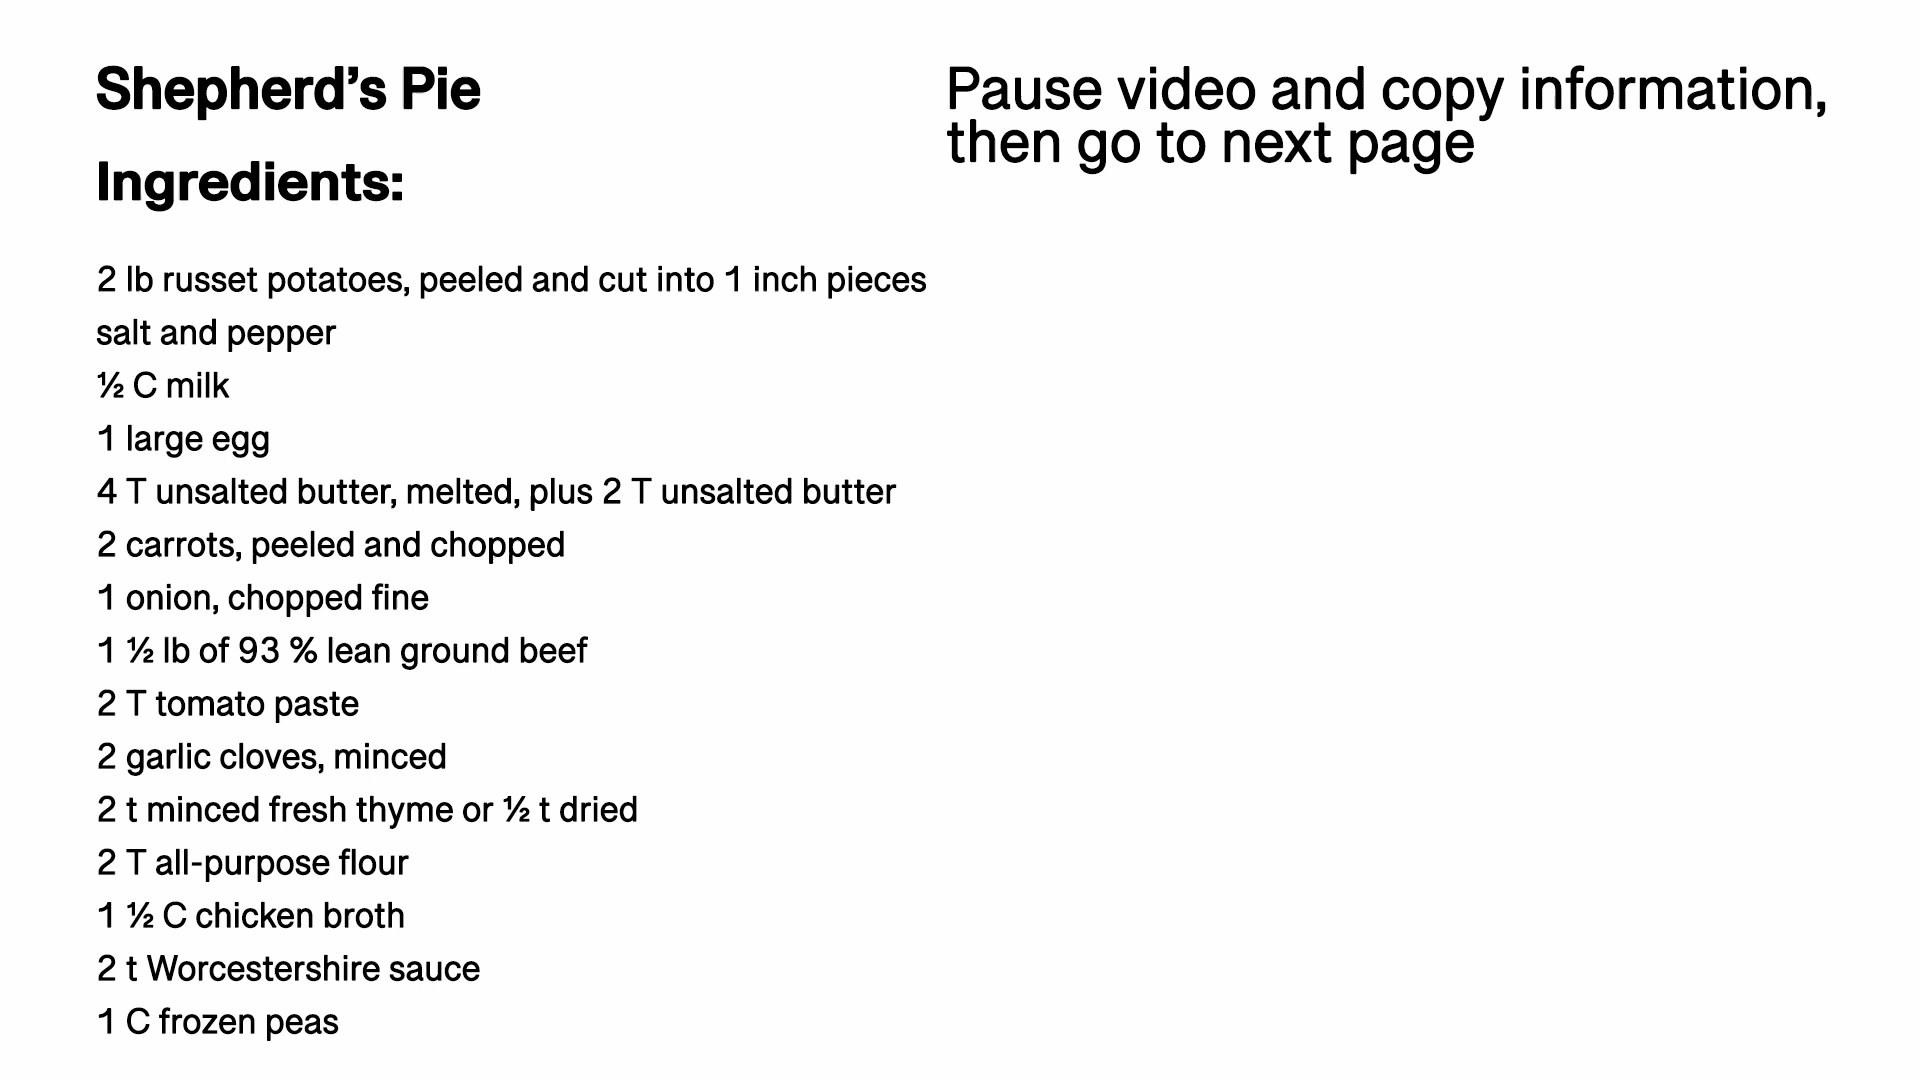 Shepherd’s Pie
Ingredients:
2 lb russet potatoes, peeled and cut into 1 inch pieces
salt and pepper
½ C milk
1 large egg
4 T unsalted butter, melted, plus 2 T unsalted butter
2 carrots, peeled and chopped
1 onion, chopped fine
1 ½ lb of 93 % lean ground beef
2 T tomato paste
2 garlic cloves, minced
2 t minced fresh thyme or ½ t dried
2 T all-purpose flour
1 ½ C chicken broth
2 t Worcestershire sauce
1 C frozen peas
Pause video and copy information,
then go to next page